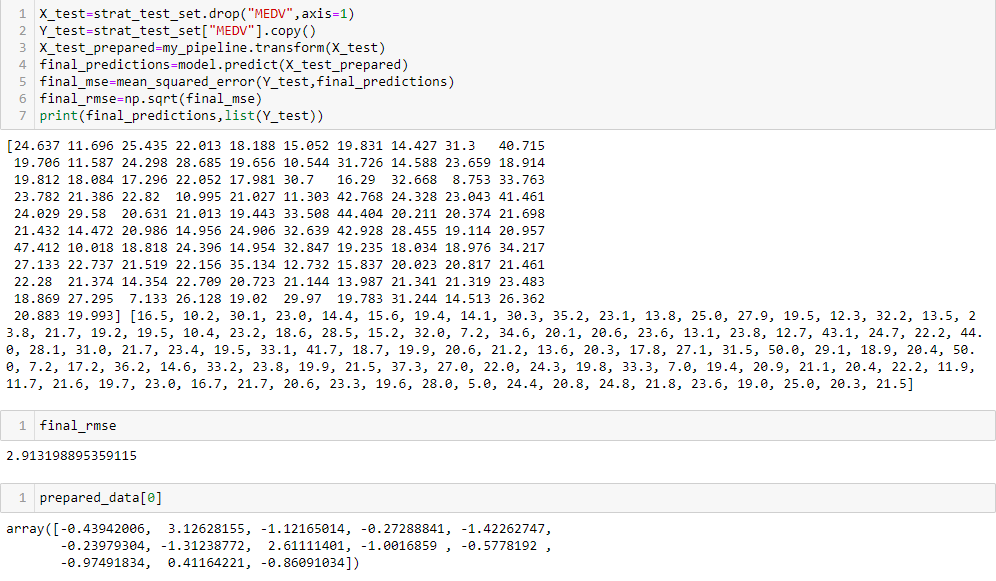 1 X_test=strat_test_set.drop("MEDV",axis=1)
2 Y_test=strat_test_set["MEDV"].copy()
3 X_test_prepared=my_pipeline.transform(X_test)
4 final_predictions=model.predict(X_test_prepared)
5 final_mse=mean_squared_error(Y_test,final_predictions)
6 final_rmse=np.sqrt(final_mse)
7 print(final_predictions,list(Y_test))
[24.637 11.696 25.435 22.013 18.188 15.052 19.831 14.427 31.3   40.715
 19.706 11.587 24.298 28.685 19.656 10.544 31.726 14.588 23.659 18.914
 19.812 18.084 17.296 22.052 17.981 30.7   16.29  32.668  8.753 33.763
 23.782 21.386 22.82  10.995 21.027 11.303 42.768 24.328 23.043 41.461
 24.029 29.58  20.631 21.013 19.443 33.508 44.404 20.211 20.374 21.698
 21.432 14.472 20.986 14.956 24.906 32.639 42.928 28.455 19.114 20.957
 47.412 10.018 18.818 24.396 14.954 32.847 19.235 18.034 18.976 34.217
 27.133 22.737 21.519 22.156 35.134 12.732 15.837 20.023 20.817 21.461
 22.28  21.374 14.354 22.709 20.723 21.144 13.987 21.341 21.319 23.483
 18.869 27.295  7.133 26.128 19.02  29.97  19.783 31.244 14.513 26.362
 20.883 19.993] [16.5, 10.2, 30.1, 23.0, 14.4, 15.6, 19.4, 14.1, 30.3, 35.2, 23.1, 13.8, 25.0, 27.9, 19.5, 12.3, 32.2, 13.5, 2
3.8, 21.7, 19.2, 19.5, 10.4, 23.2, 18.6, 28.5, 15.2, 32.0, 7.2, 34.6, 20.1, 20.6, 23.6, 13.1, 23.8, 12.7, 43.1, 24.7, 22.2, 44.
0, 28.1, 31.0, 21.7, 23.4, 19.5, 33.1, 41.7, 18.7, 19.9, 20.6, 21.2, 13.6, 20.3, 17.8, 27.1, 31.5, 50.0, 29.1, 18.9, 20.4, 50.
0, 7.2, 17.2, 36.2, 14.6, 33.2, 23.8, 19.9, 21.5, 37.3, 27.0, 22.0, 24.3, 19.8, 33.3, 7.0, 19.4, 20.9, 21.1, 20.4, 22.2, 11.9,
11.7, 21.6, 19.7, 23.0, 16.7, 21.7, 20.6, 23.3, 19.6, 28.0, 5.0, 24.4, 20.8, 24.8, 21.8, 23.6, 19.0, 25.0, 20.3, 21.5]
1 final_rmse
2.913198895359115
1 prepared_data[0]
array([-0.43942006,  3.12628155, -1.12165014, -0.27288841, -1.42262747,
       -0.23979304, -1.31238772,  2.61111401, -1.0016859 , -0.5778192 ,
       -0.97491834,  0.41164221, -0.86091034])